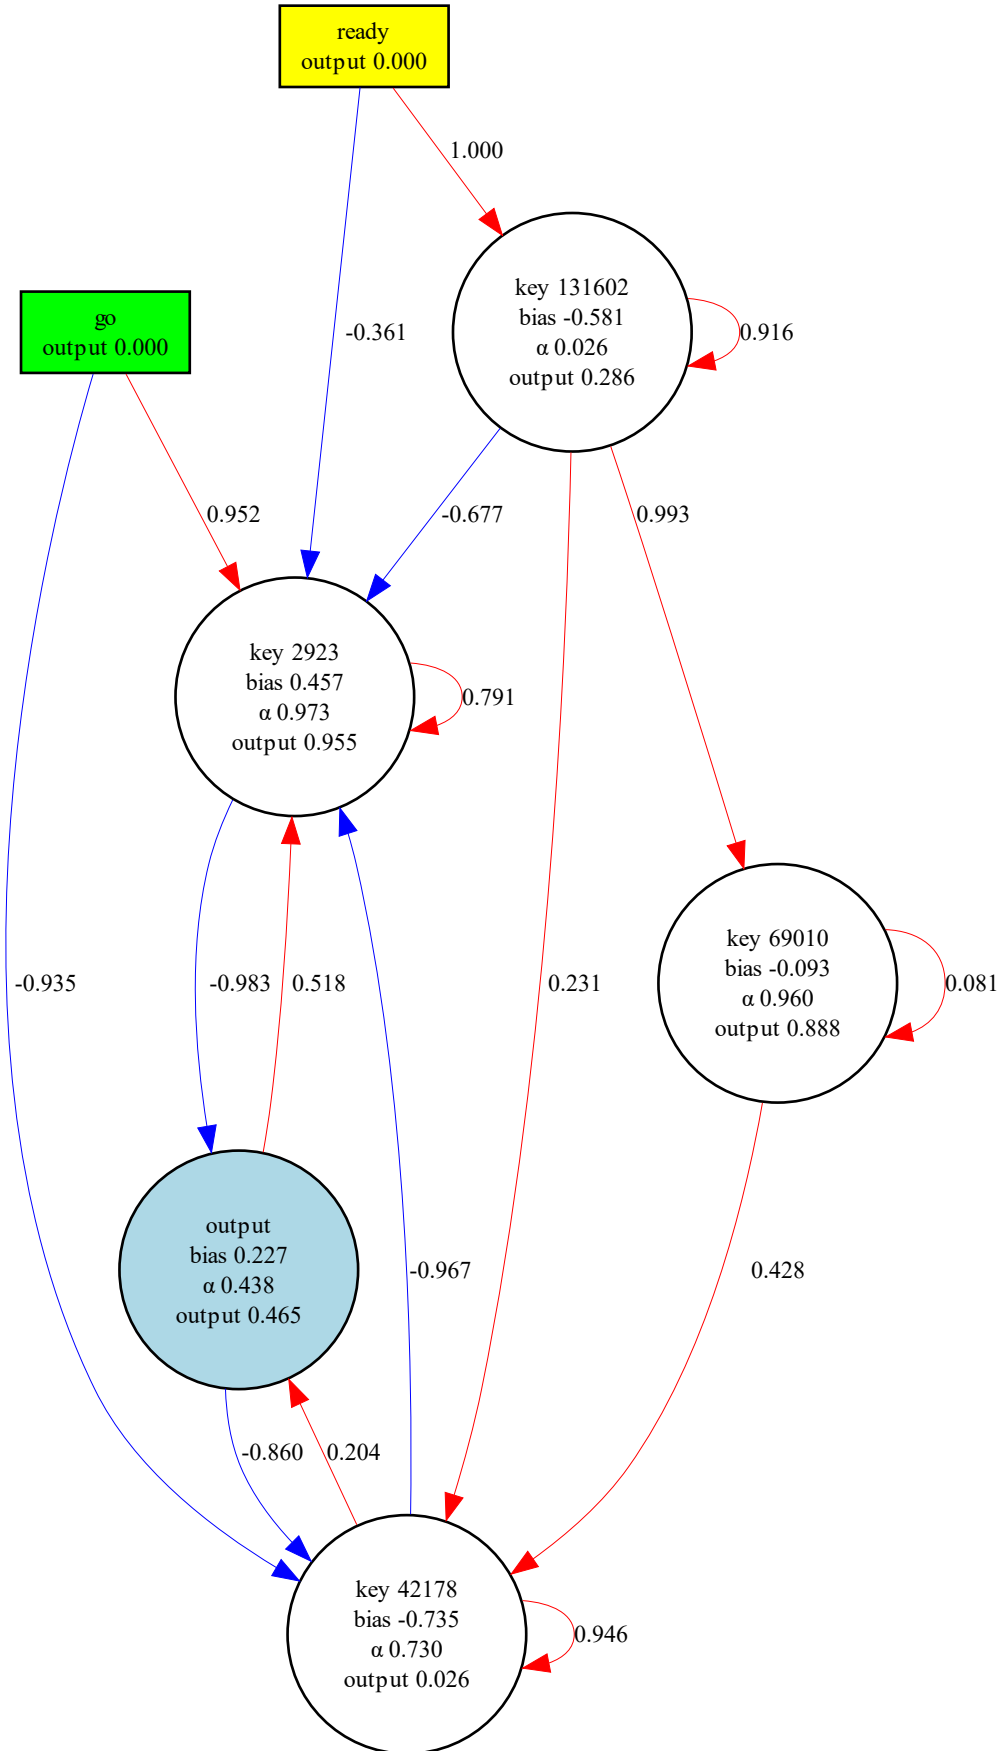 ready
output 0.000
1.000
key 131602
bias -0.581
α 0.026
output 0.286
0.916
go
output 0.000
-0.361
0.952
-0.677
0.993
key 2923
bias 0.457
α 0.973
output 0.955
0.791
key 69010
bias -0.093
α 0.960
output 0.888
0.081
-0.935
-0.983
0.518
0.231
output
bias 0.227
α 0.438
output 0.465
-0.967
0.428
-0.860
0.204
key 42178
bias -0.735
α 0.730
output 0.026
0.946